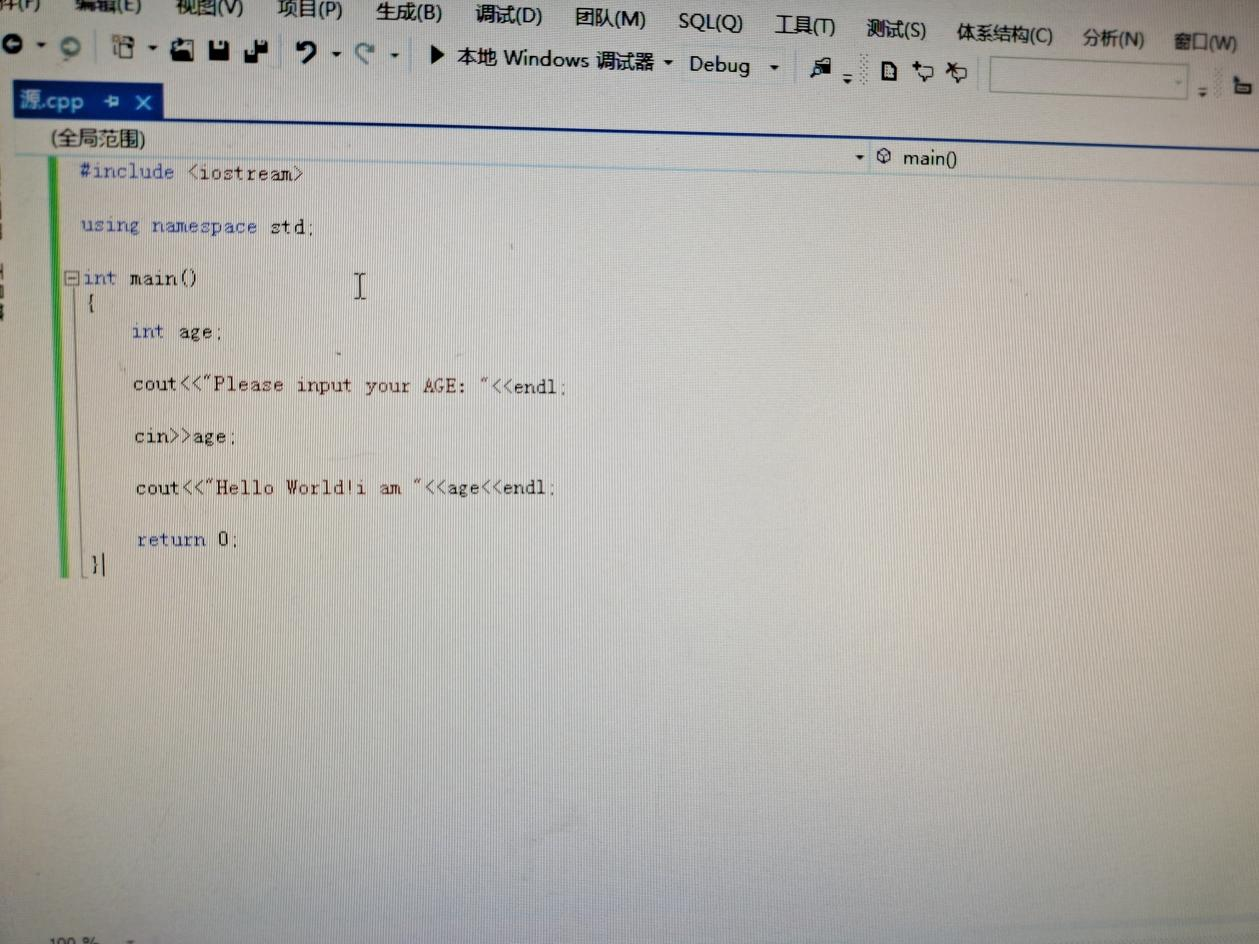 编辑(E) 视图(V) 项目(P) 生成(B) 调试(D) 团队(M) SQL(Q) 工具(T) 测试(S) 体系结构(C) 分析(N) 窗口(W)
本地 Windows 调试器 Debug
源.cpp
(全局范围)
main()
#include <iostream>
using namespace std;
int main()
{
int age;
cout<<"Please input your AGE: "<<endl;
cin>>age;
cout<<"Hello World!i am "<<age<<endl;
return 0;
}